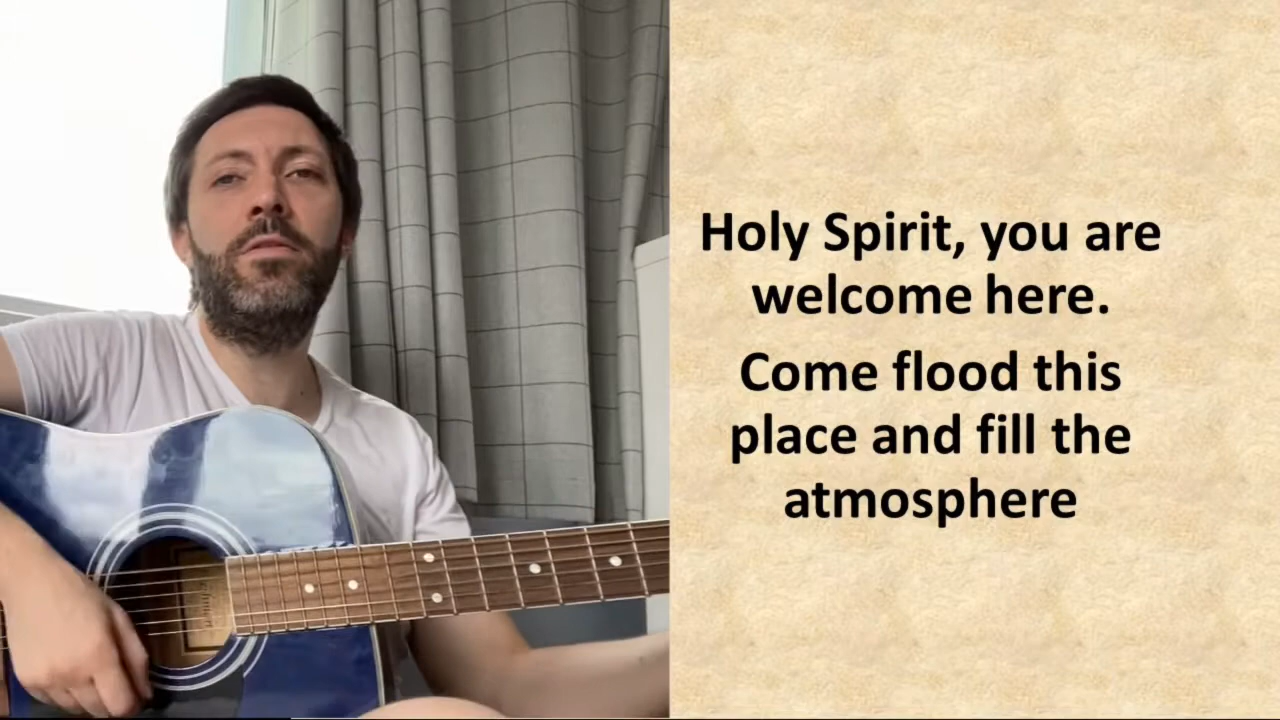 Holy Spirit, you are
welcome here.
Come flood this
place and fill the
atmosphere